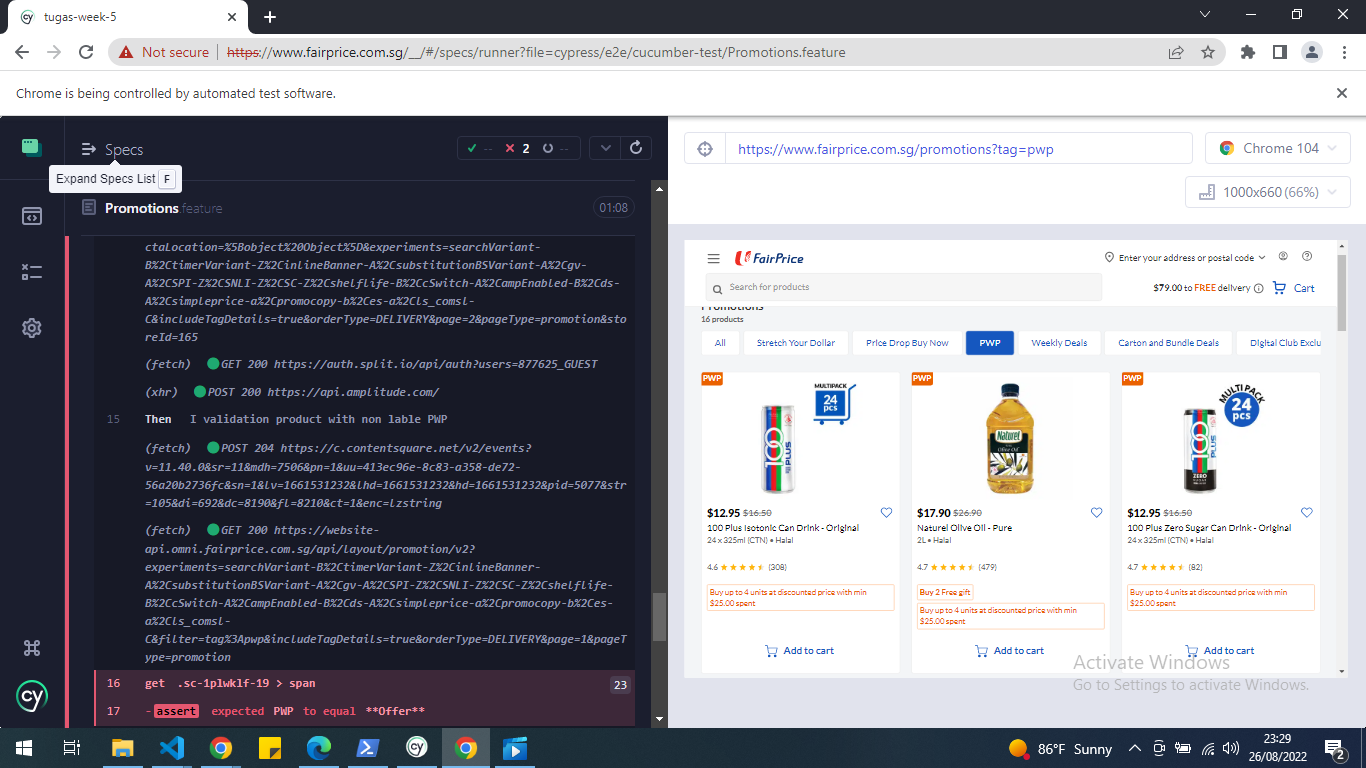 tugas-week-5
Not secure https://www.fairprice.com.sg/__/#/specs/runner?file=cypress/e2e/cucumber-test/Promotions.feature
Chrome is being controlled by automated test software.
Specs
-- 2 --
Expand Specs List F
Promotions.feature 01:08
ctaLocation=%5Bobject%20Object%5D&experiments=searchVariant-
B%2CtimerVariant-Z%2CinlineBanner-A%2CsubstitutionBSVariant-A%2Cgv-
A%2CSPI-Z%2CSNLI-Z%2CSC-Z%2Cshelflife-B%2CcSwitch-A%2CampEnabled-B%2Cds-
A%2Csimpleprice-a%2Cpromocopy-b%2Ces-a%2Cls_comsl-
C&includeTagDetails=true&orderType=DELIVERY&page=2&pageType=promotion&sto
reId=165
(fetch) GET 200 https://auth.split.io/api/auth?users=877625_GUEST
(xhr) POST 200 https://api.amplitude.com/
15 Then I validation product with non lable PWP
(fetch) POST 204 https://c.contentsquare.net/v2/events?
v=11.40.0&sr=11&mdh=7506&pn=1&uu=413ec96e-8c83-a358-de72-
56a20b2736fc&sn=1&lv=1661531232&lhd=1661531232&hd=1661531232&pid=5077&str
=105&di=692&dc=8190&fl=8210&ct=1&enc=lzstring
(fetch) GET 200 https://website-
api.omni.fairprice.com.sg/api/layout/promotion/v2?
experiments=searchVariant-B%2CtimerVariant-Z%2CinlineBanner-
A%2CsubstitutionBSVariant-A%2Cgv-A%2CSPI-Z%2CSNLI-Z%2CSC-Z%2Cshelflife-
B%2CcSwitch-A%2CampEnabled-B%2Cds-A%2Csimpleprice-a%2Cpromocopy-b%2Ces-
a%2Cls_comsl-
C&filter=tag%3Apwp&includeTagDetails=true&orderType=DELIVERY&page=1&pageT
ype=promotion
16 get .sc-1plwklf-19 > span 23
17 -assert expected PWP to equal **Offer**
cy
https://www.fairprice.com.sg/promotions?tag=pwp
Chrome 104
1000x660 (66%)
FairPrice
Enter your address or postal code
Search for products
$79.00 to FREE delivery
Cart
Promotions
16 products
All Stretch Your Dollar Price Drop Buy Now PWP Weekly Deals Carton and Bundle Deals Digital Club Exclu
PWP
MULTIPACK
24
pcs
100 PLUS
$12.95 $16.50
100 Plus Isotonic Can Drink - Original
24 x 325ml (CTN) • Halal
4.6 (308)
Buy up to 4 units at discounted price with min
$25.00 spent
Add to cart
PWP
Naturel
Olive Oil
$17.90 $26.90
Naturel Olive Oil - Pure
2L • Halal
4.7 (479)
Buy 2 Free gift
Buy up to 4 units at discounted price with min
$25.00 spent
Add to cart
PWP
MULTI PACK
24
pcs
100 PLUS
ZERO
$12.95 $16.50
100 Plus Zero Sugar Can Drink - Original
24 x 325ml (CTN) • Halal
4.7 (82)
Buy up to 4 units at discounted price with min
$25.00 spent
Add to cart
Activate Windows
Go to Settings to activate Windows.
86°F Sunny
23:29
26/08/2022
2